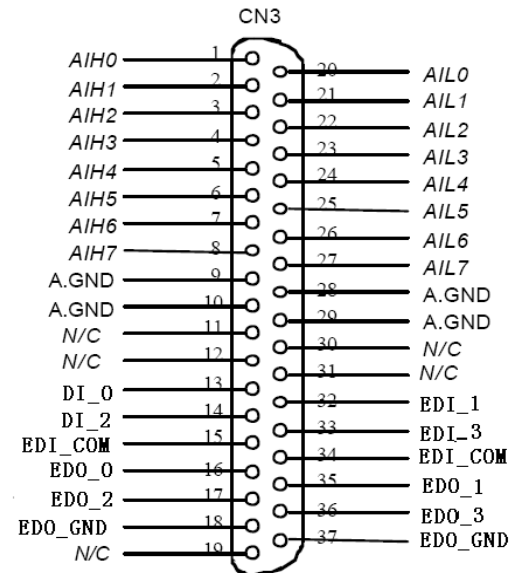 CN3
AIH0 1
AIH1 2
AIH2 3
AIH3 4
AIH4 5
AIH5 6
AIH6 7
AIH7 8
A.GND 9
A.GND 10
N/C 11
N/C 12
DI_0 13
DI_2 14
EDI_COM 15
EDO_0 16
EDO_2 17
EDO_GND 18
N/C 19
20 AIL0
21 AIL1
22 AIL2
23 AIL3
24 AIL4
25 AIL5
26 AIL6
27 AIL7
28 A.GND
29 A.GND
30 N/C
31 N/C
32 EDI_1
33 EDI_3
34 EDI_COM
35 EDO_1
36 EDO_3
37 EDO_GND